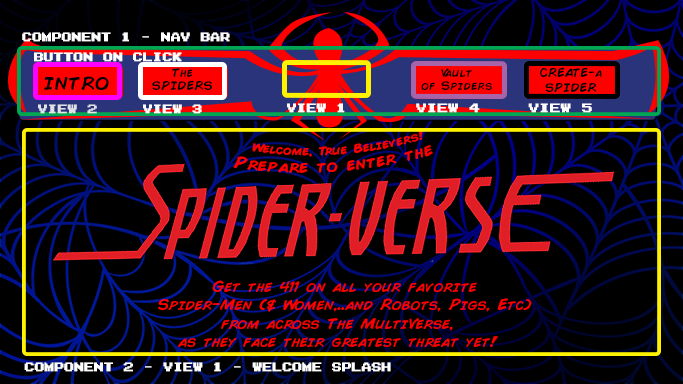 COMPONENT 1 - NAV BAR
BUTTON ON CLICK
INTRO
THE
SPIDERS
VAULT
OF SPIDERS
CREATE-A
SPIDER
VIEW 2
VIEW 3
VIEW 1
VIEW 4
VIEW 5
WELCOME, TRUE BELIEVERS!
PREPARE TO ENTER THE
SPIDER-VERSE
GET THE 411 ON ALL YOUR FAVORITE
SPIDER-MEN (& WOMEN,..AND ROBOTS, PIGS, ETC)
FROM ACROSS THE MULTIVERSE,
AS THEY FACE THEIR GREATEST THREAT YET!
COMPONENT 2 - VIEW 1 - WELCOME SPLASH